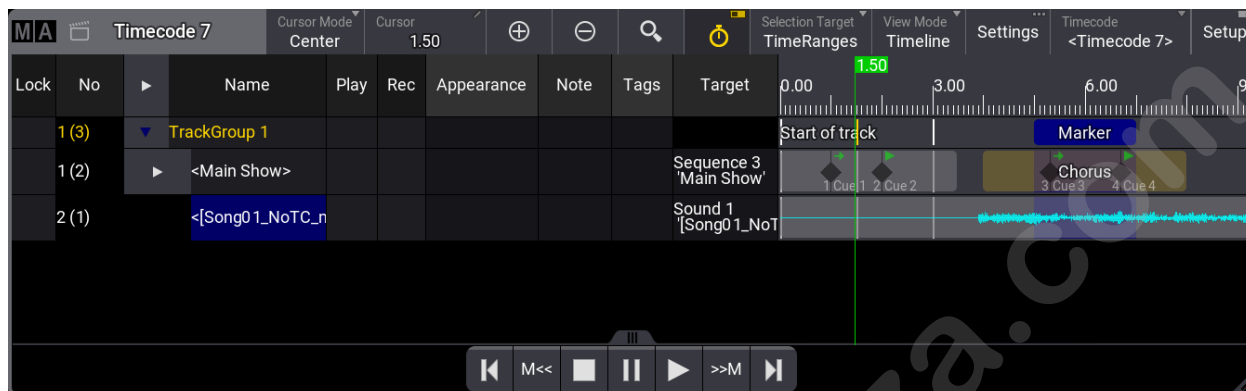 MA Timecode 7 Cursor Mode Cursor Selection Target View Mode Timecode
Center 1.50 TimeRanges Timeline Settings <Timecode 7> Setup
1.50
Lock No Name Play Rec Appearance Note Tags Target 0.00 3.00 6.00 9
1 (3) TrackGroup 1 Start of track Marker
1 (2) <Main Show> Sequence 3 Chorus
'Main Show' 1 Cue 1 2 Cue 2 3 Cue 3 4 Cue 4
2 (1) <[Song01_NoTC_n Sound 1
'[Song01_NoT
M<< >>M
za.com